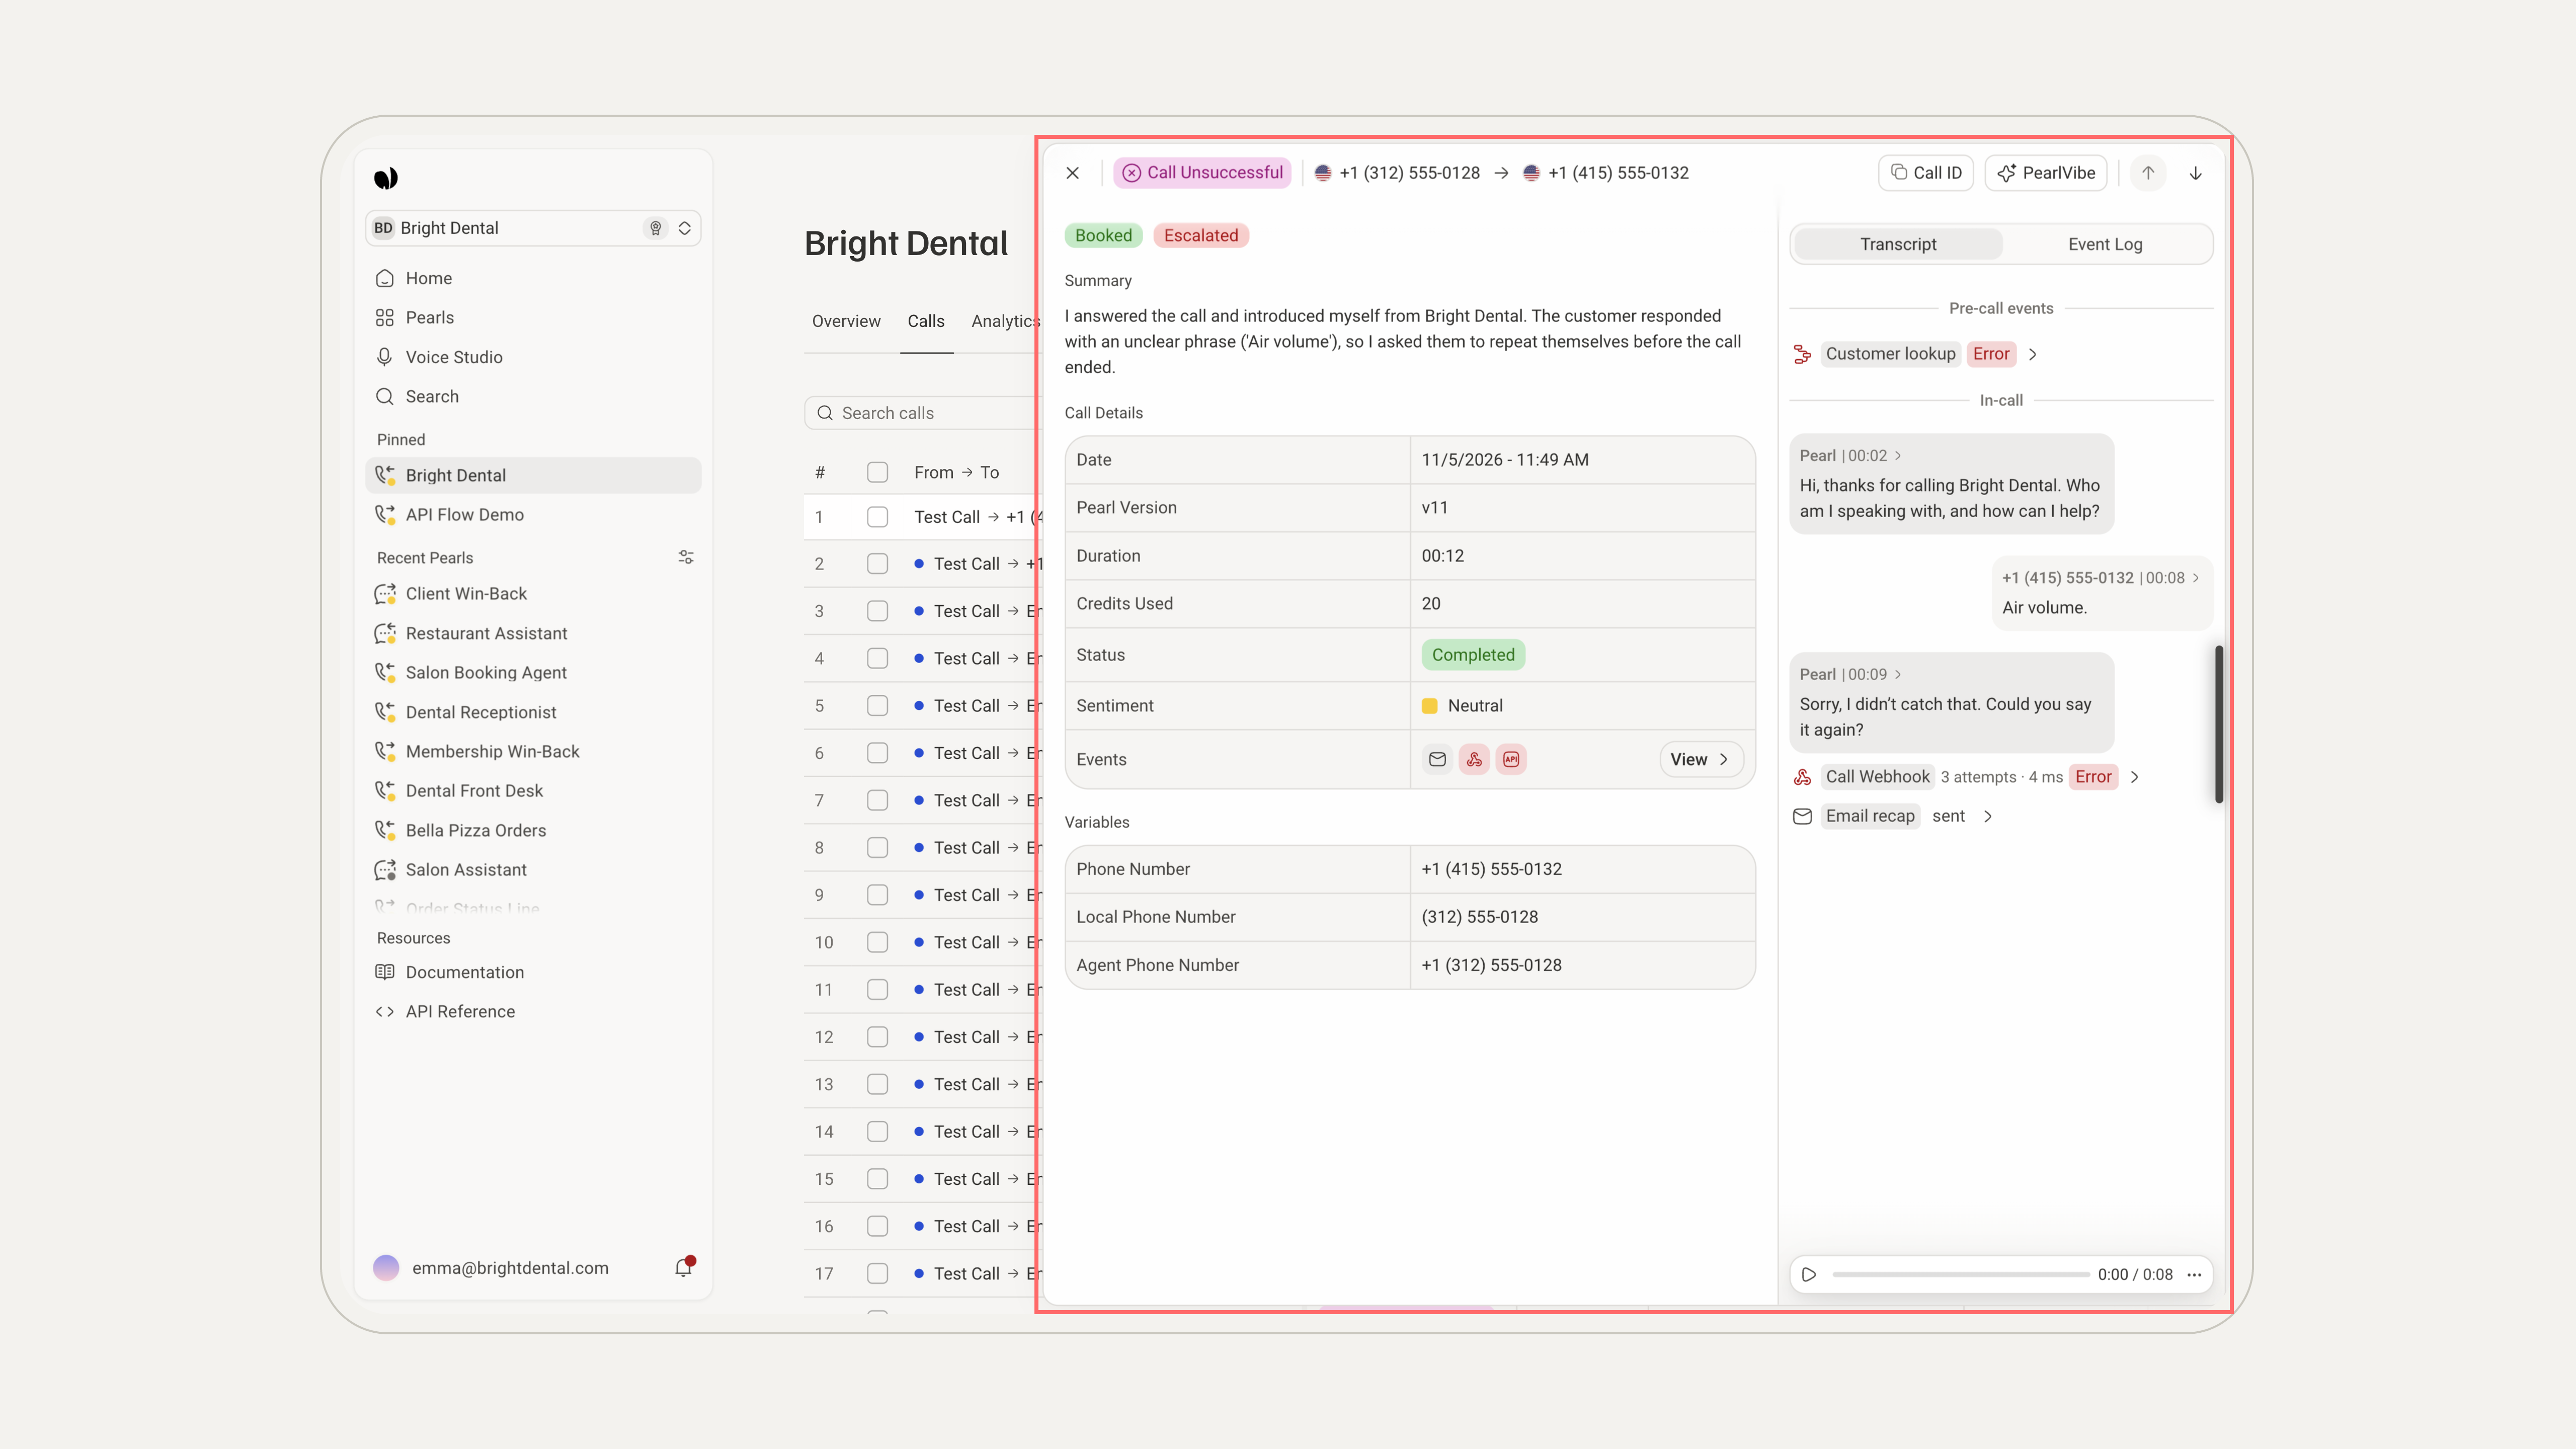 BD Bright Dental
Home
Pearls
Voice Studio
Search
Pinned
Bright Dental
API Flow Demo
Recent Pearls
Client Win-Back
Restaurant Assistant
Salon Booking Agent
Dental Receptionist
Membership Win-Back
Dental Front Desk
Bella Pizza Orders
Salon Assistant
Order Status Line
Resources
Documentation
API Reference
emma@brightdental.com
Bright Dental
Overview Calls Analytics
Search calls
# From → To
1 Test Call → +1 (4
2 Test Call → +1
3 Test Call →
4 Test Call →
5 Test Call →
6 Test Call →
7 Test Call →
8 Test Call →
9 Test Call →
10 Test Call →
11 Test Call →
12 Test Call →
13 Test Call →
14 Test Call →
15 Test Call →
16 Test Call →
17 Test Call →
Call Unsuccessful +1 (312) 555-0128 → +1 (415) 555-0132 Call ID PearlVibe
Booked Escalated
Summary
I answered the call and introduced myself from Bright Dental. The customer responded
with an unclear phrase ('Air volume'), so I asked them to repeat themselves before the call
ended.
Call Details
Date 11/5/2026 - 11:49 AM
Pearl Version v11
Duration 00:12
Credits Used 20
Status Completed
Sentiment Neutral
Events API View
Variables
Phone Number +1 (415) 555-0132
Local Phone Number (312) 555-0128
Agent Phone Number +1 (312) 555-0128
Transcript Event Log
Pre-call events
Customer lookup Error
In-call
Pearl | 00:02
Hi, thanks for calling Bright Dental. Who
am I speaking with, and how can I help?
+1 (415) 555-0132 | 00:08
Air volume.
Pearl | 00:09
Sorry, I didn’t catch that. Could you say
it again?
Call Webhook 3 attempts · 4 ms Error
Email recap sent
0:00 / 0:08